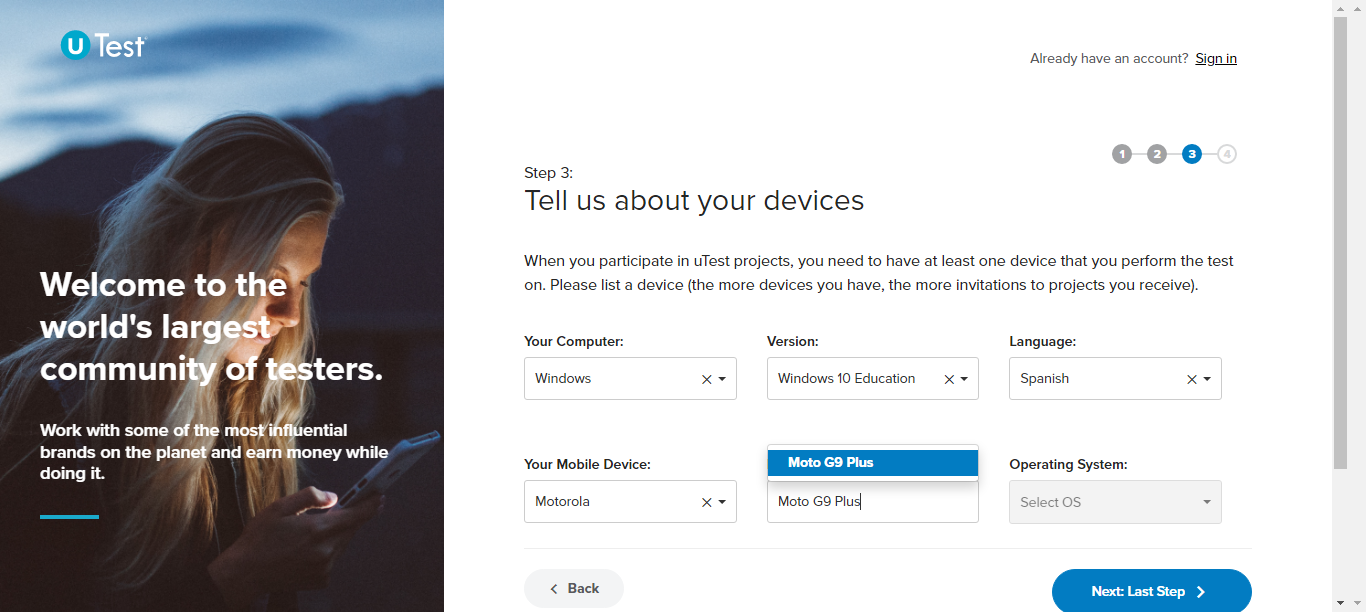 uTest
Already have an account? Sign in
1 2 3 4
Step 3:
Tell us about your devices
Welcome to the
world's largest
community of testers.
Work with some of the most influential
brands on the planet and earn money while
doing it.
When you participate in uTest projects, you need to have at least one device that you perform the test
on. Please list a device (the more devices you have, the more invitations to projects you receive).
Your Computer: Version: Language:
Windows Windows 10 Education Spanish
Your Mobile Device: Moto G9 Plus Operating System:
Motorola Moto G9 Plus Select OS
Back Next: Last Step